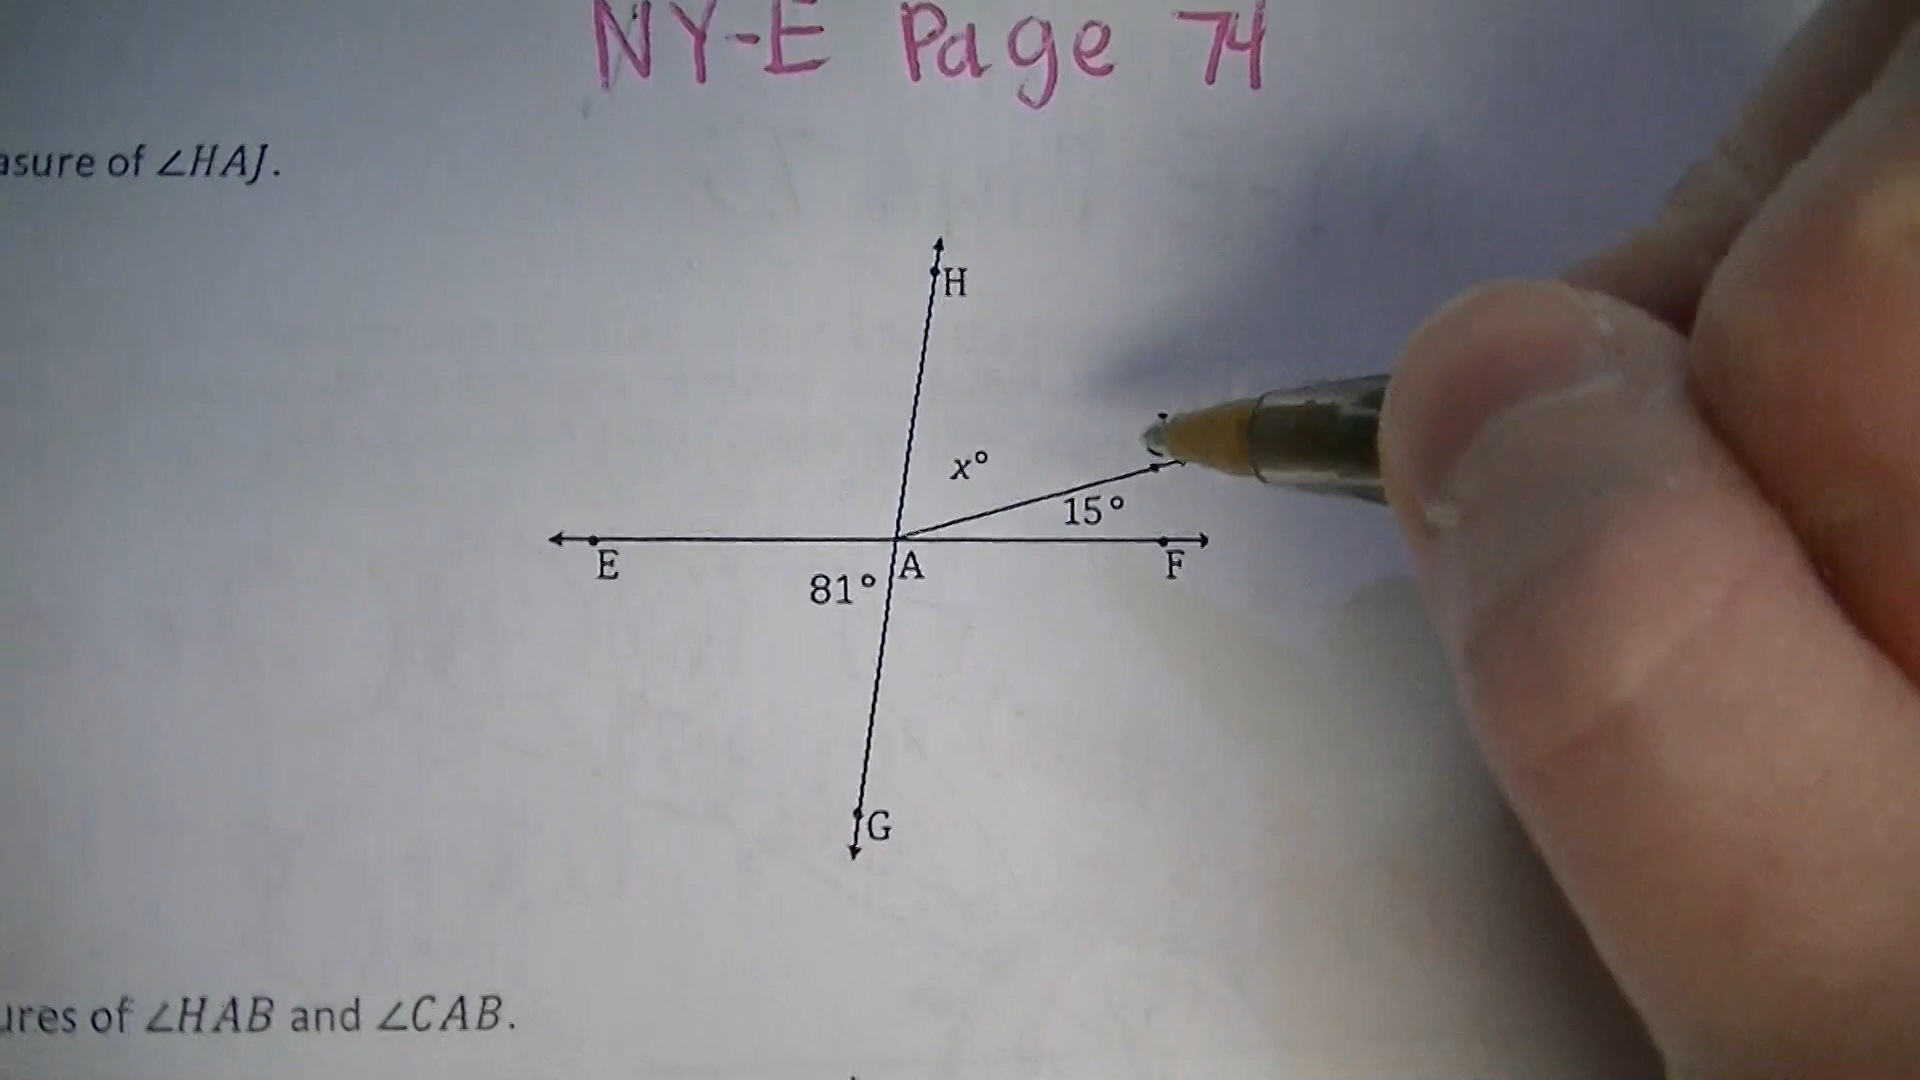 NY-E Page 74
asure of ∠HAJ.
H
x°
15°
E
A
F
81°
G
ures of ∠HAB and ∠CAB.